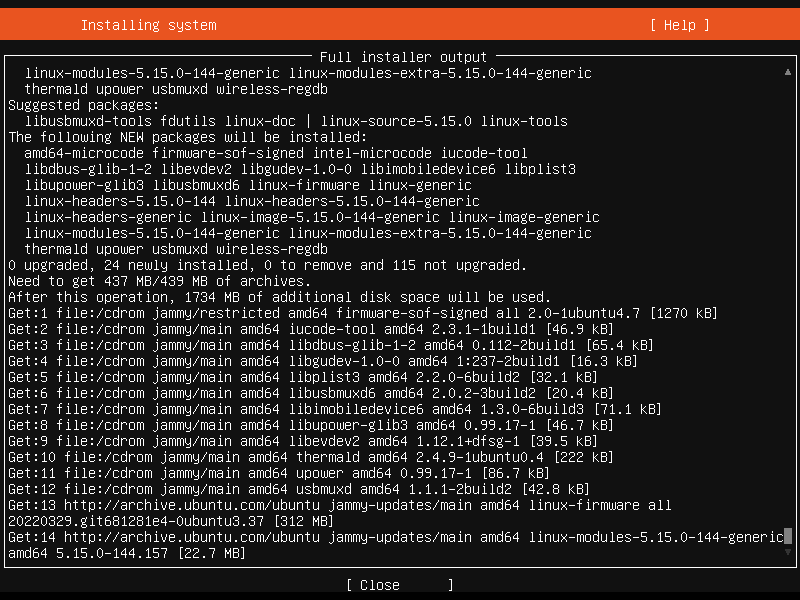 Installing system [ Help ]
Full installer output
linux-modules-5.15.0-144-generic linux-modules-extra-5.15.0-144-generic
thermald upower usbmuxd wireless-regdb
Suggested packages:
libusbmuxd-tools fdutils linux-doc | linux-source-5.15.0 linux-tools
The following NEW packages will be installed:
amd64-microcode firmware-sof-signed intel-microcode iucode-tool
libdbus-glib-1-2 libevdev2 libgudev-1.0-0 libimobiledevice6 libplist3
libupower-glib3 libusbmuxd6 linux-firmware linux-generic
linux-headers-5.15.0-144 linux-headers-5.15.0-144-generic
linux-headers-generic linux-image-5.15.0-144-generic linux-image-generic
linux-modules-5.15.0-144-generic linux-modules-extra-5.15.0-144-generic
thermald upower usbmuxd wireless-regdb
0 upgraded, 24 newly installed, 0 to remove and 115 not upgraded.
Need to get 437 MB/439 MB of archives.
After this operation, 1734 MB of additional disk space will be used.
Get:1 file:/cdrom jammy/restricted amd64 firmware-sof-signed all 2.0-1ubuntu4.7 [1270 kB]
Get:2 file:/cdrom jammy/main amd64 iucode-tool amd64 2.3.1-1build1 [46.9 kB]
Get:3 file:/cdrom jammy/main amd64 libdbus-glib-1-2 amd64 0.112-2build1 [65.4 kB]
Get:4 file:/cdrom jammy/main amd64 libgudev-1.0-0 amd64 1:237-2build1 [16.3 kB]
Get:5 file:/cdrom jammy/main amd64 libplist3 amd64 2.2.0-6build2 [32.1 kB]
Get:6 file:/cdrom jammy/main amd64 libusbmuxd6 amd64 2.0.2-3build2 [20.4 kB]
Get:7 file:/cdrom jammy/main amd64 libimobiledevice6 amd64 1.3.0-6build3 [71.1 kB]
Get:8 file:/cdrom jammy/main amd64 libupower-glib3 amd64 0.99.17-1 [46.7 kB]
Get:9 file:/cdrom jammy/main amd64 libevdev2 amd64 1.12.1+dfsg-1 [39.5 kB]
Get:10 file:/cdrom jammy/main amd64 thermald amd64 2.4.9-1ubuntu0.4 [222 kB]
Get:11 file:/cdrom jammy/main amd64 upower amd64 0.99.17-1 [86.7 kB]
Get:12 file:/cdrom jammy/main amd64 usbmuxd amd64 1.1.1-2build2 [42.8 kB]
Get:13 http://archive.ubuntu.com/ubuntu jammy-updates/main amd64 linux-firmware all
20220329.git681281e4-0ubuntu3.37 [312 MB]
Get:14 http://archive.ubuntu.com/ubuntu jammy-updates/main amd64 linux-modules-5.15.0-144-generic
amd64 5.15.0-144.157 [22.7 MB]
[ Close ]